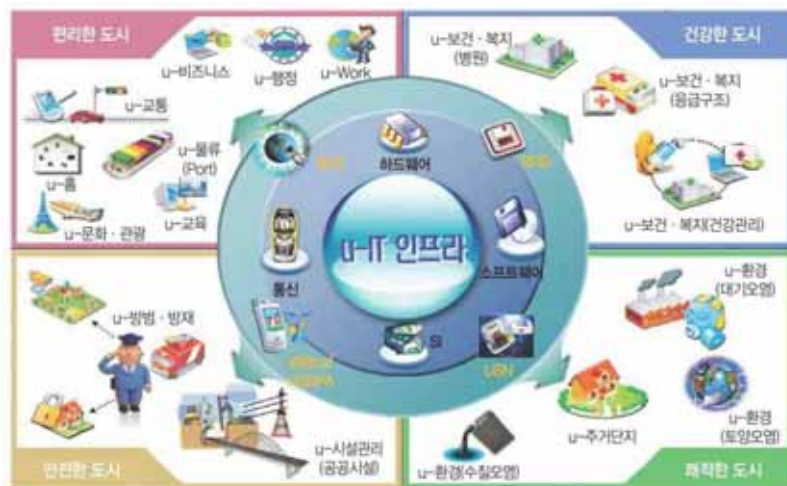 편리한 도시
u-비즈니스
u-행정
u-Work
u-교통
u-홈
u-물류
(Port)
u-문화·관광
u-교육
건강한 도시
u-보건·복지
(병원)
u-보건·복지
(응급구조)
u-보건·복지(건강관리)
하드웨어
통신
u-IT 인프라
스프트웨어
SI
USN
u-방범·방재
u-시설관리
(공공시설)
안전한 도시
u-환경
(대기오염)
u-주거단지
u-환경
(토양오염)
u-환경(수질오염)
쾌적한 도시